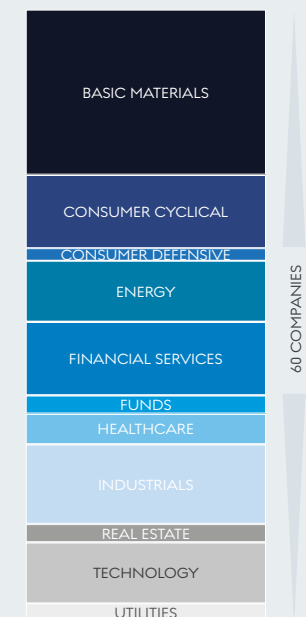 BASIC MATERIALS
CONSUMER CYCLICAL
CONSUMER DEFENSIVE
ENERGY
FINANCIAL SERVICES
FUNDS
HEALTHCARE
INDUSTRIALS
REAL ESTATE
TECHNOLOGY
UTILITIES
60 COMPANIES